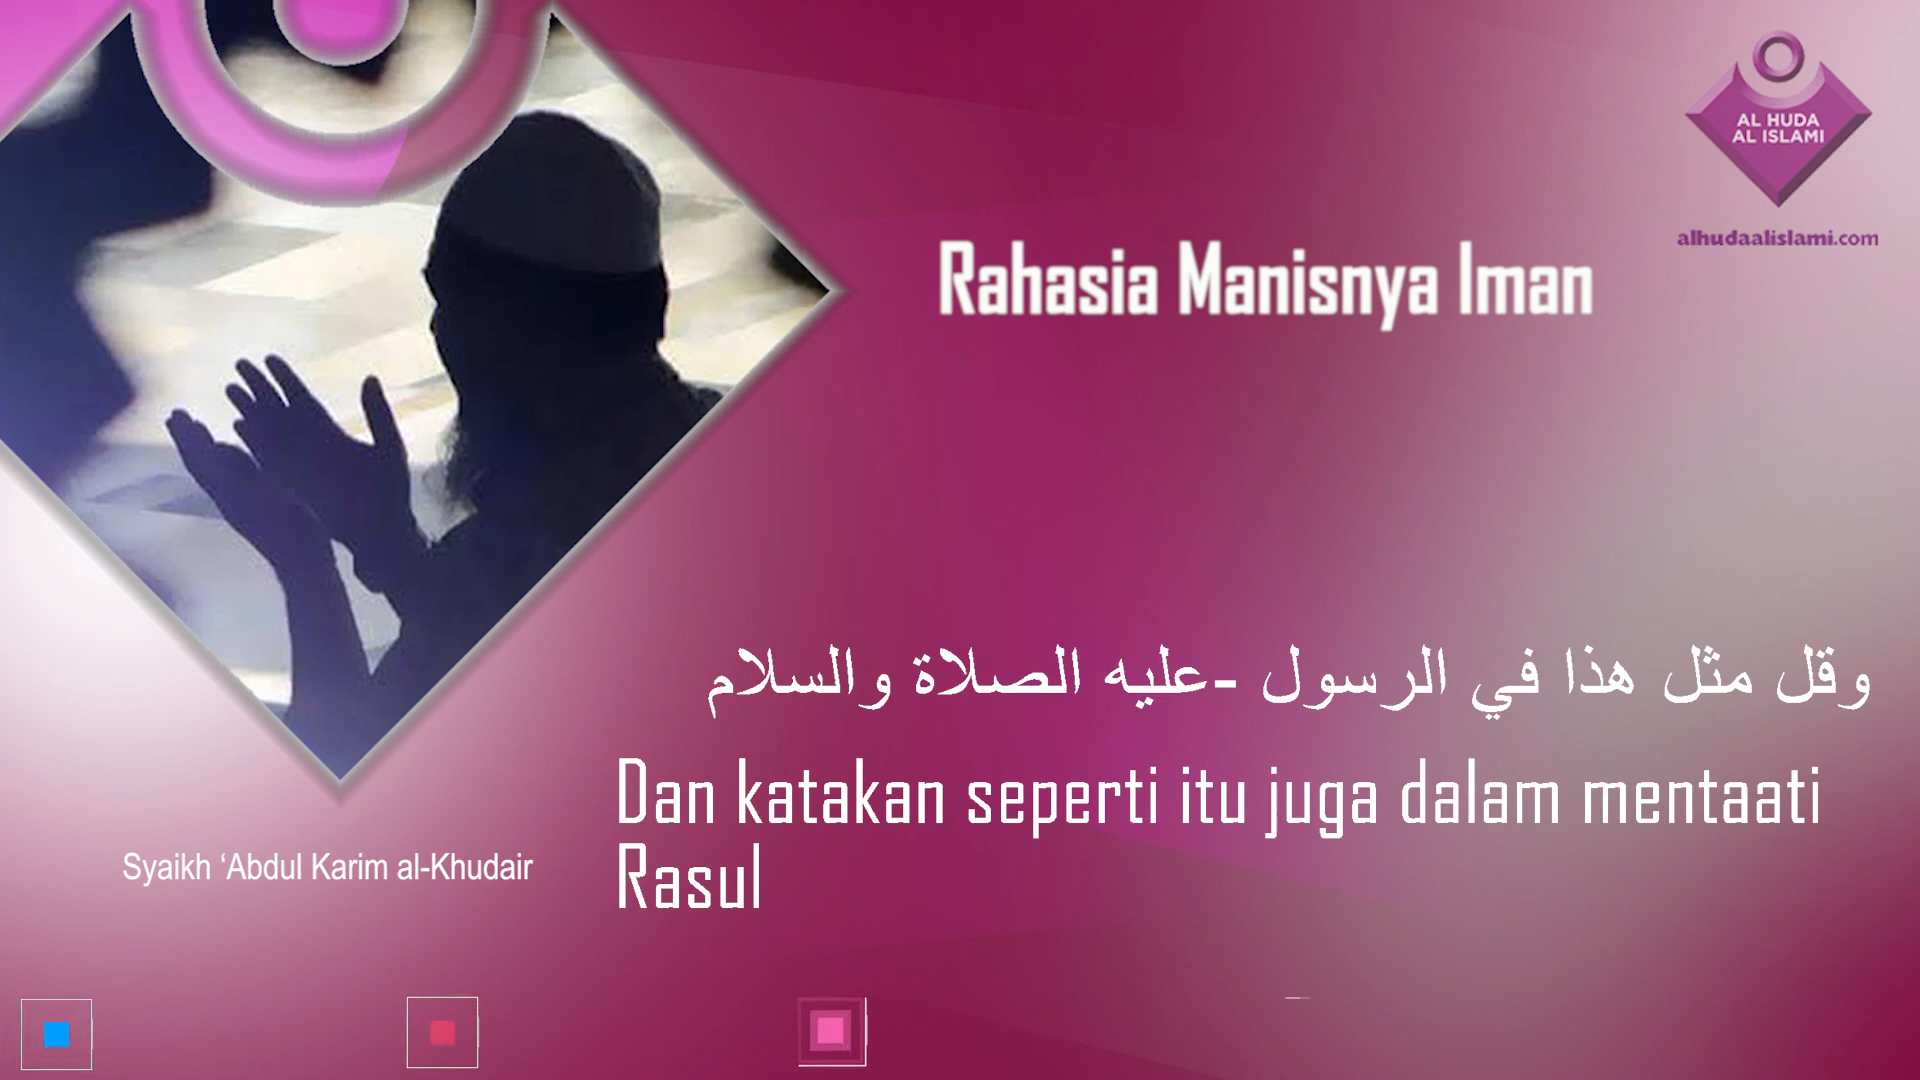 AL HUDA
AL ISLAMI
alhudaalislami.com
Rahasia Manisnya Iman
وقل مثل هذا في الرسول -عليه الصلاة والسلام
Dan katakan seperti itu juga dalam mentaati
Rasul
Syaikh ‘Abdul Karim al-Khudair